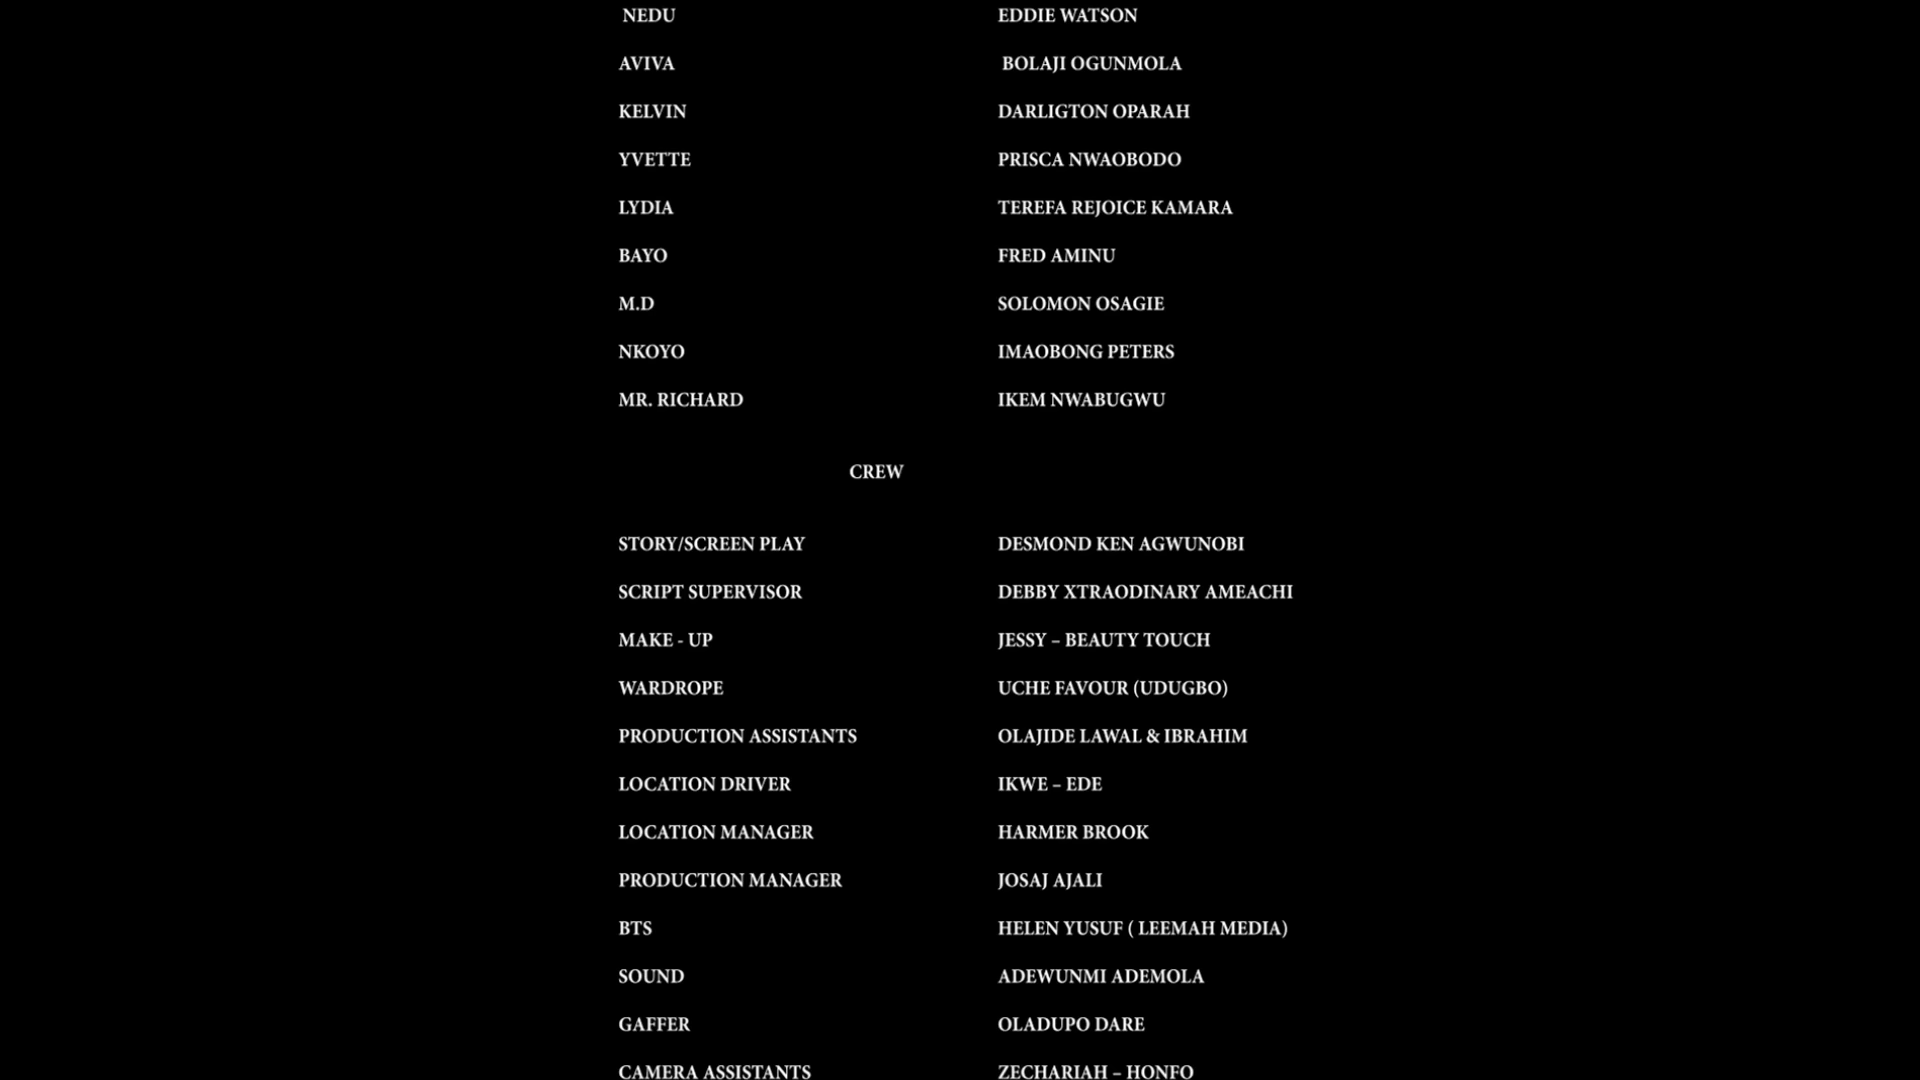 NEDU EDDIE WATSON
AVIVA BOLAJI OGUNMOLA
KELVIN DARLIGTON OPARAH
YVETTE PRISCA NWAOBODO
LYDIA TEREFA REJOICE KAMARA
BAYO FRED AMINU
M.D SOLOMON OSAGIE
NKOYO IMAOBONG PETERS
MR. RICHARD IKEM NWABUGWU
CREW
STORY/SCREEN PLAY DESMOND KEN AGWUNOBI
SCRIPT SUPERVISOR DEBBY XTRAODINARY AMEACHI
MAKE - UP JESSY – BEAUTY TOUCH
WARDROPE UCHE FAVOUR (UDUGBO)
PRODUCTION ASSISTANTS OLAJIDE LAWAL & IBRAHIM
LOCATION DRIVER IKWE – EDE
LOCATION MANAGER HARMER BROOK
PRODUCTION MANAGER JOSAJ AJALI
BTS HELEN YUSUF ( LEEMAH MEDIA)
SOUND ADEWUNMI ADEMOLA
GAFFER OLADUPO DARE
CAMERA ASSISTANTS ZECHARIAH – HONFO